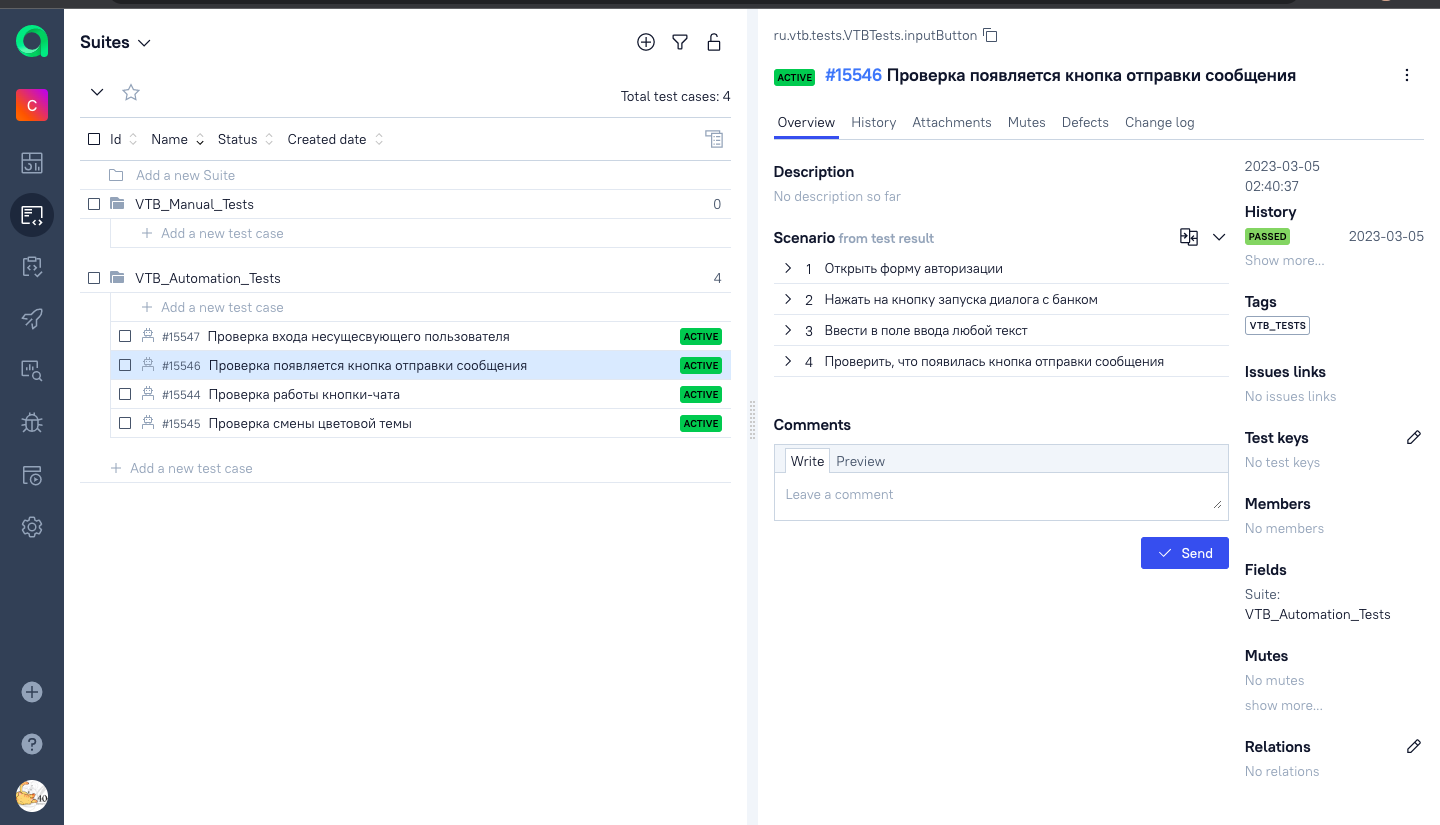 Suites
C
Total test cases: 4
Id Name Status Created date
Add a new Suite
VTB_Manual_Tests 0
Add a new test case
VTB_Automation_Tests 4
Add a new test case
#15547 Проверка входа несущесвующего пользователя ACTIVE
#15546 Проверка появляется кнопка отправки сообщения ACTIVE
#15544 Проверка работы кнопки-чата ACTIVE
#15545 Проверка смены цветовой темы ACTIVE
Add a new test case
40
ru.vtb.tests.VTBTests.inputButton
ACTIVE #15546 Проверка появляется кнопка отправки сообщения
Overview History Attachments Mutes Defects Change log
Description
No description so far
Scenario from test result
1 Открыть форму авторизации
2 Нажать на кнопку запуска диалога с банком
3 Ввести в поле ввода любой текст
4 Проверить, что появилась кнопка отправки сообщения
Comments
Write Preview
Leave a comment
Send
2023-03-05
02:40:37
History
PASSED 2023-03-05
Show more...
Tags
VTB_TESTS
Issues links
No issues links
Test keys
No test keys
Members
No members
Fields
Suite:
VTB_Automation_Tests
Mutes
No mutes
show more...
Relations
No relations